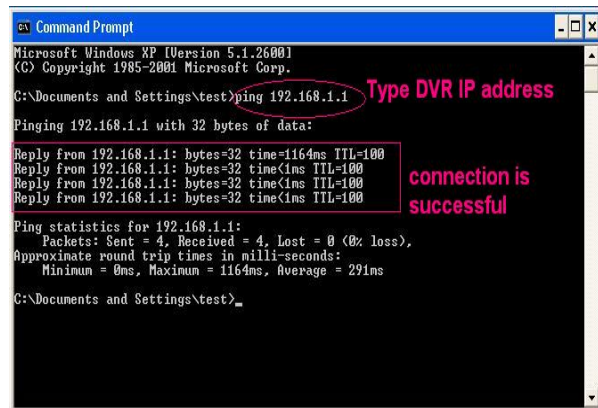 Command Prompt
Microsoft Windows XP [Version 5.1.2600]
(C) Copyright 1985-2001 Microsoft Corp.
C:\Documents and Settings\test>ping 192.168.1.1
Type DVR IP address
Pinging 192.168.1.1 with 32 bytes of data:
Reply from 192.168.1.1: bytes=32 time=1164ms TTL=100
Reply from 192.168.1.1: bytes=32 time<1ms TTL=100
Reply from 192.168.1.1: bytes=32 time<1ms TTL=100
Reply from 192.168.1.1: bytes=32 time<1ms TTL=100
connection is
successful
Ping statistics for 192.168.1.1:
Packets: Sent = 4, Received = 4, Lost = 0 (0% loss),
Approximate round trip times in milli-seconds:
Minimum = 0ms, Maximum = 1164ms, Average = 291ms
C:\Documents and Settings\test>_